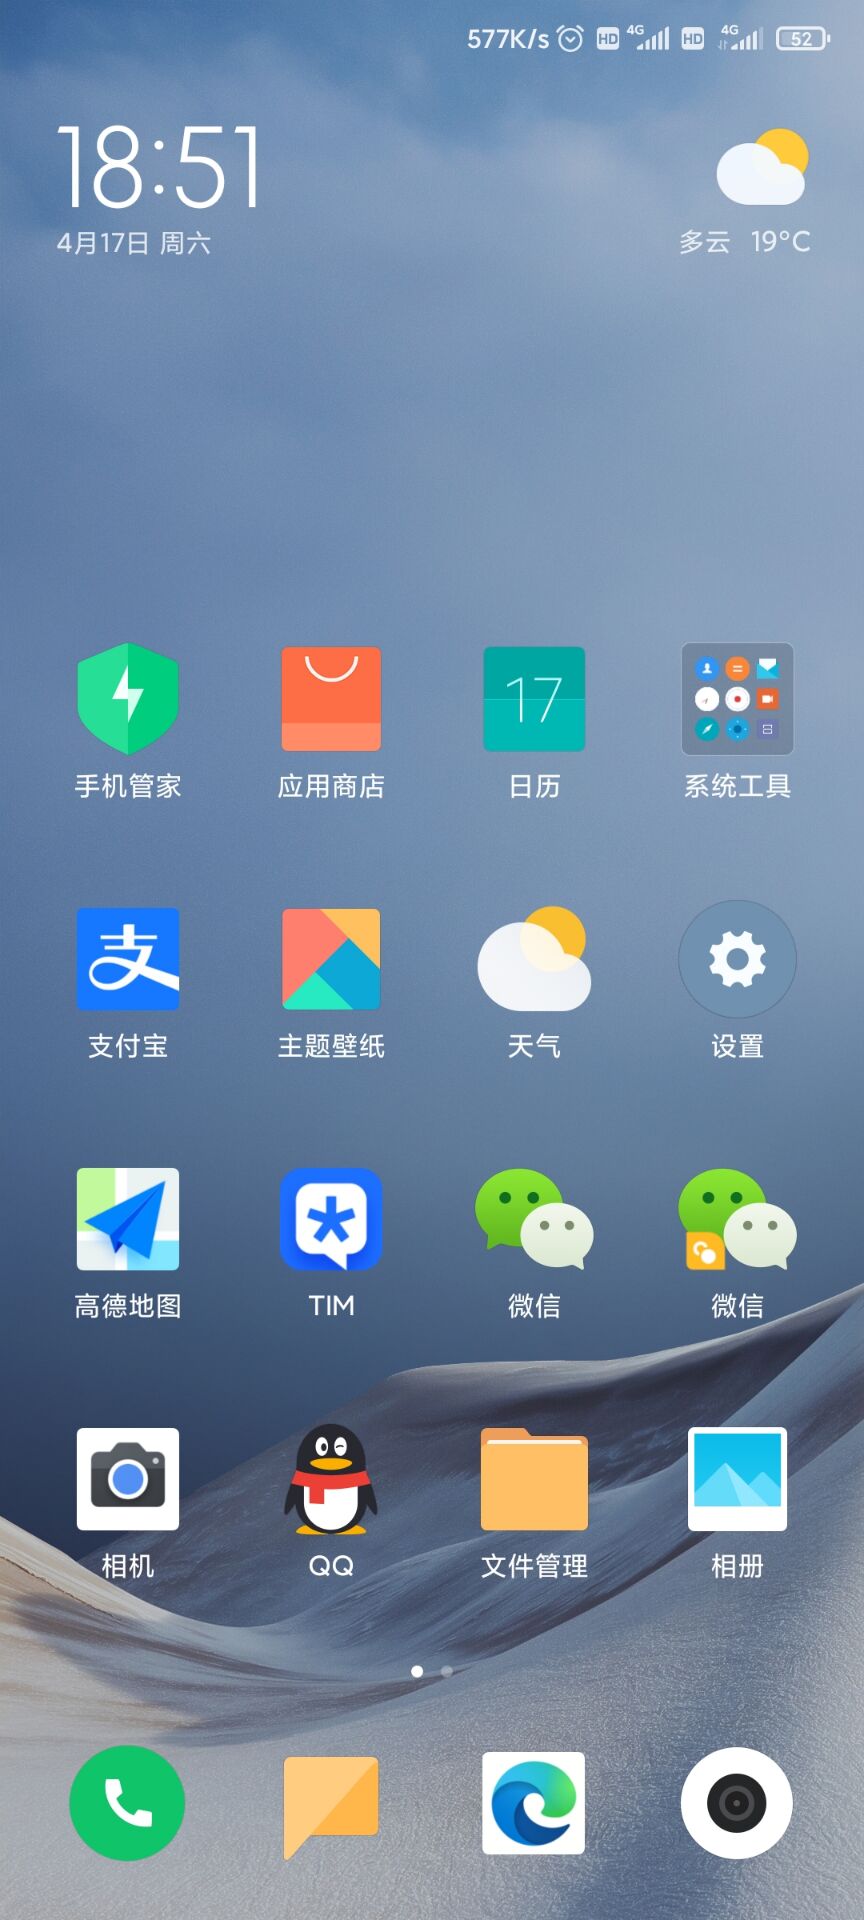 577K/s HD 4G HD 4G 52
18:51
4月17日 周六
多云 19°C
17
手机管家 应用商店 日历 系统工具
支
支付宝 主题壁纸 天气 设置
高德地图 TIM 微信 微信
相机 QQ 文件管理 相册